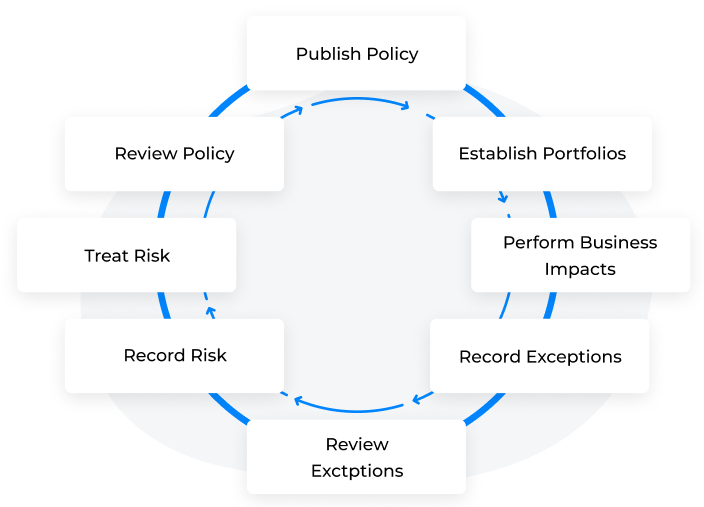 Publish Policy
Review Policy
Establish Portfolios
Treat Risk
Perform Business
Impacts
Record Risk
Record Exceptions
Review
Exctptions